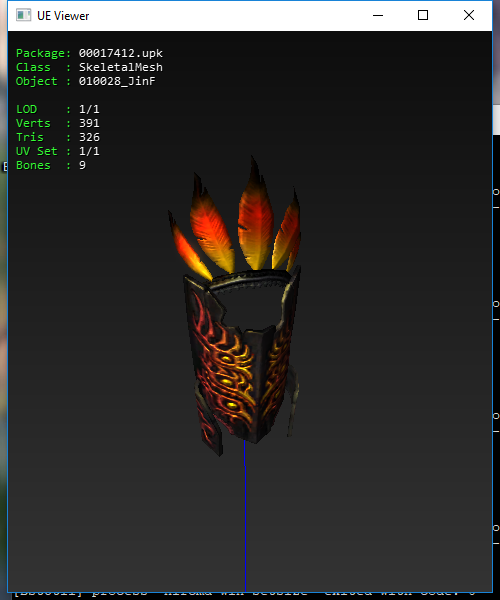 UE Viewer
Package: 00017412.upk
Class : SkeletalMesh
Object : 010028_JinF
LOD : 1/1
Verts : 391
Tris : 326
UV Set : 1/1
Bones : 9